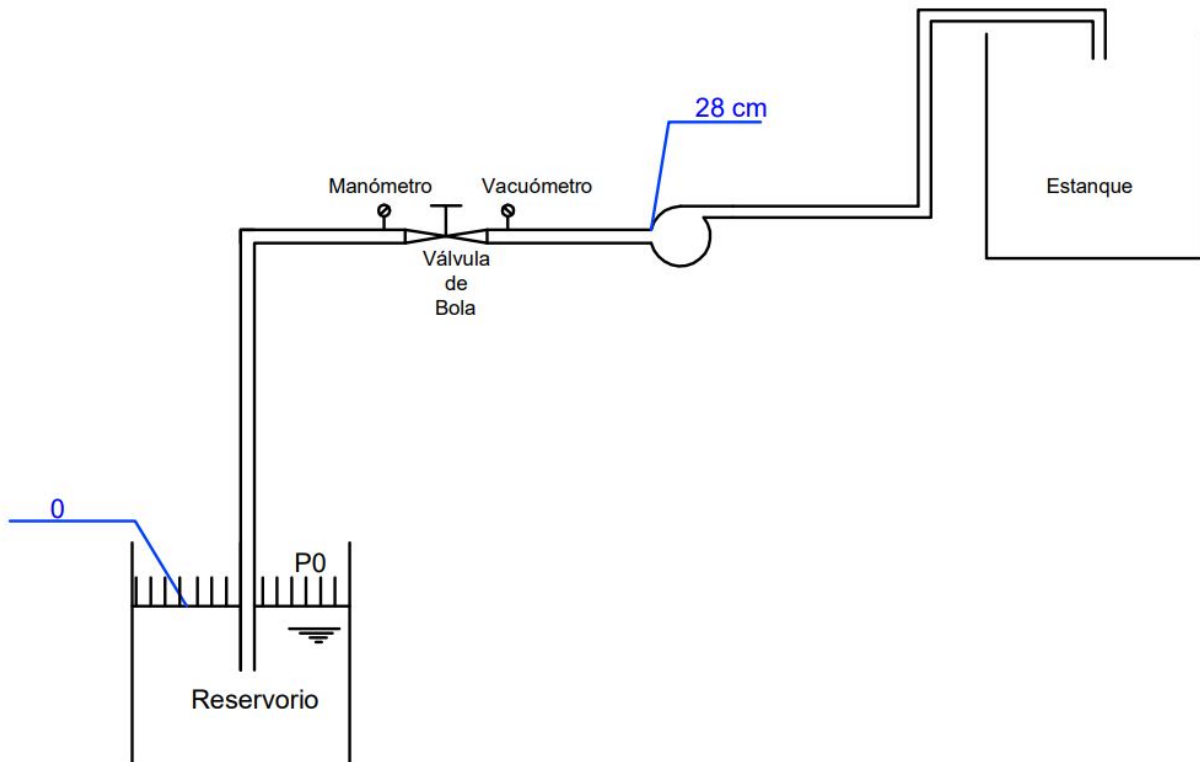 28 cm
Manómetro
Vacuómetro
Estanque
Válvula
de
Bola
0
P0
Reservorio